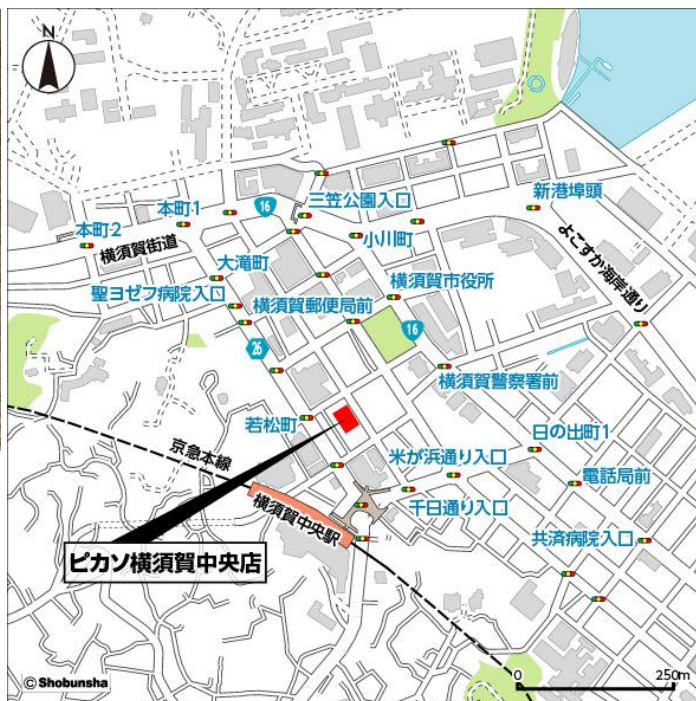 N
16
三笠公園入口
新港埠頭
本町1
本町2
小川町
横須賀街道
大滝町
よこすか海岸通り
聖ヨゼフ病院入口
横須賀市役所
横須賀郵便局前
16
26
横須賀警察署前
若松町
日の出町1
京急本線
米が浜通り入口
電話局前
千日通り入口
横須賀中央駅
共済病院入口
ピカソ横須賀中央店
© Shobunsha
0 250m